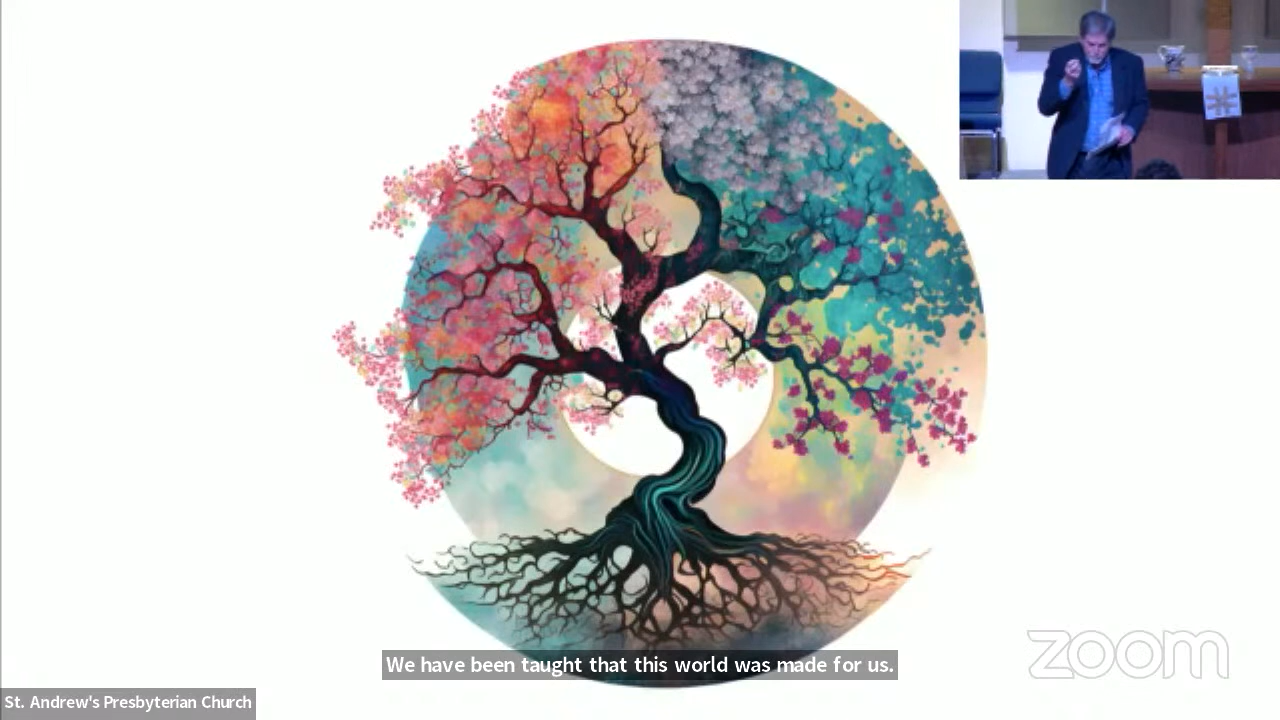 We have been taught that this world was made for us.
zoom
St. Andrew's Presbyterian Church